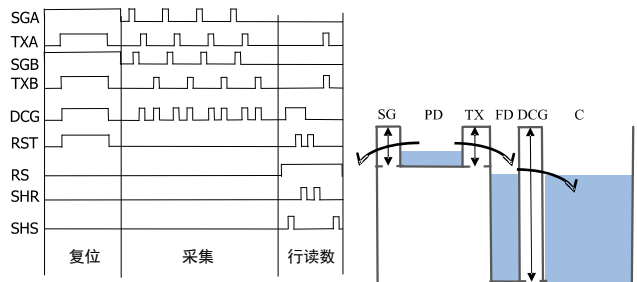 SGA
TXA
SGB
TXB
DCG
RST
RS
SHR
SHS
复位 采集 行读数
SG PD TX FD DCG C